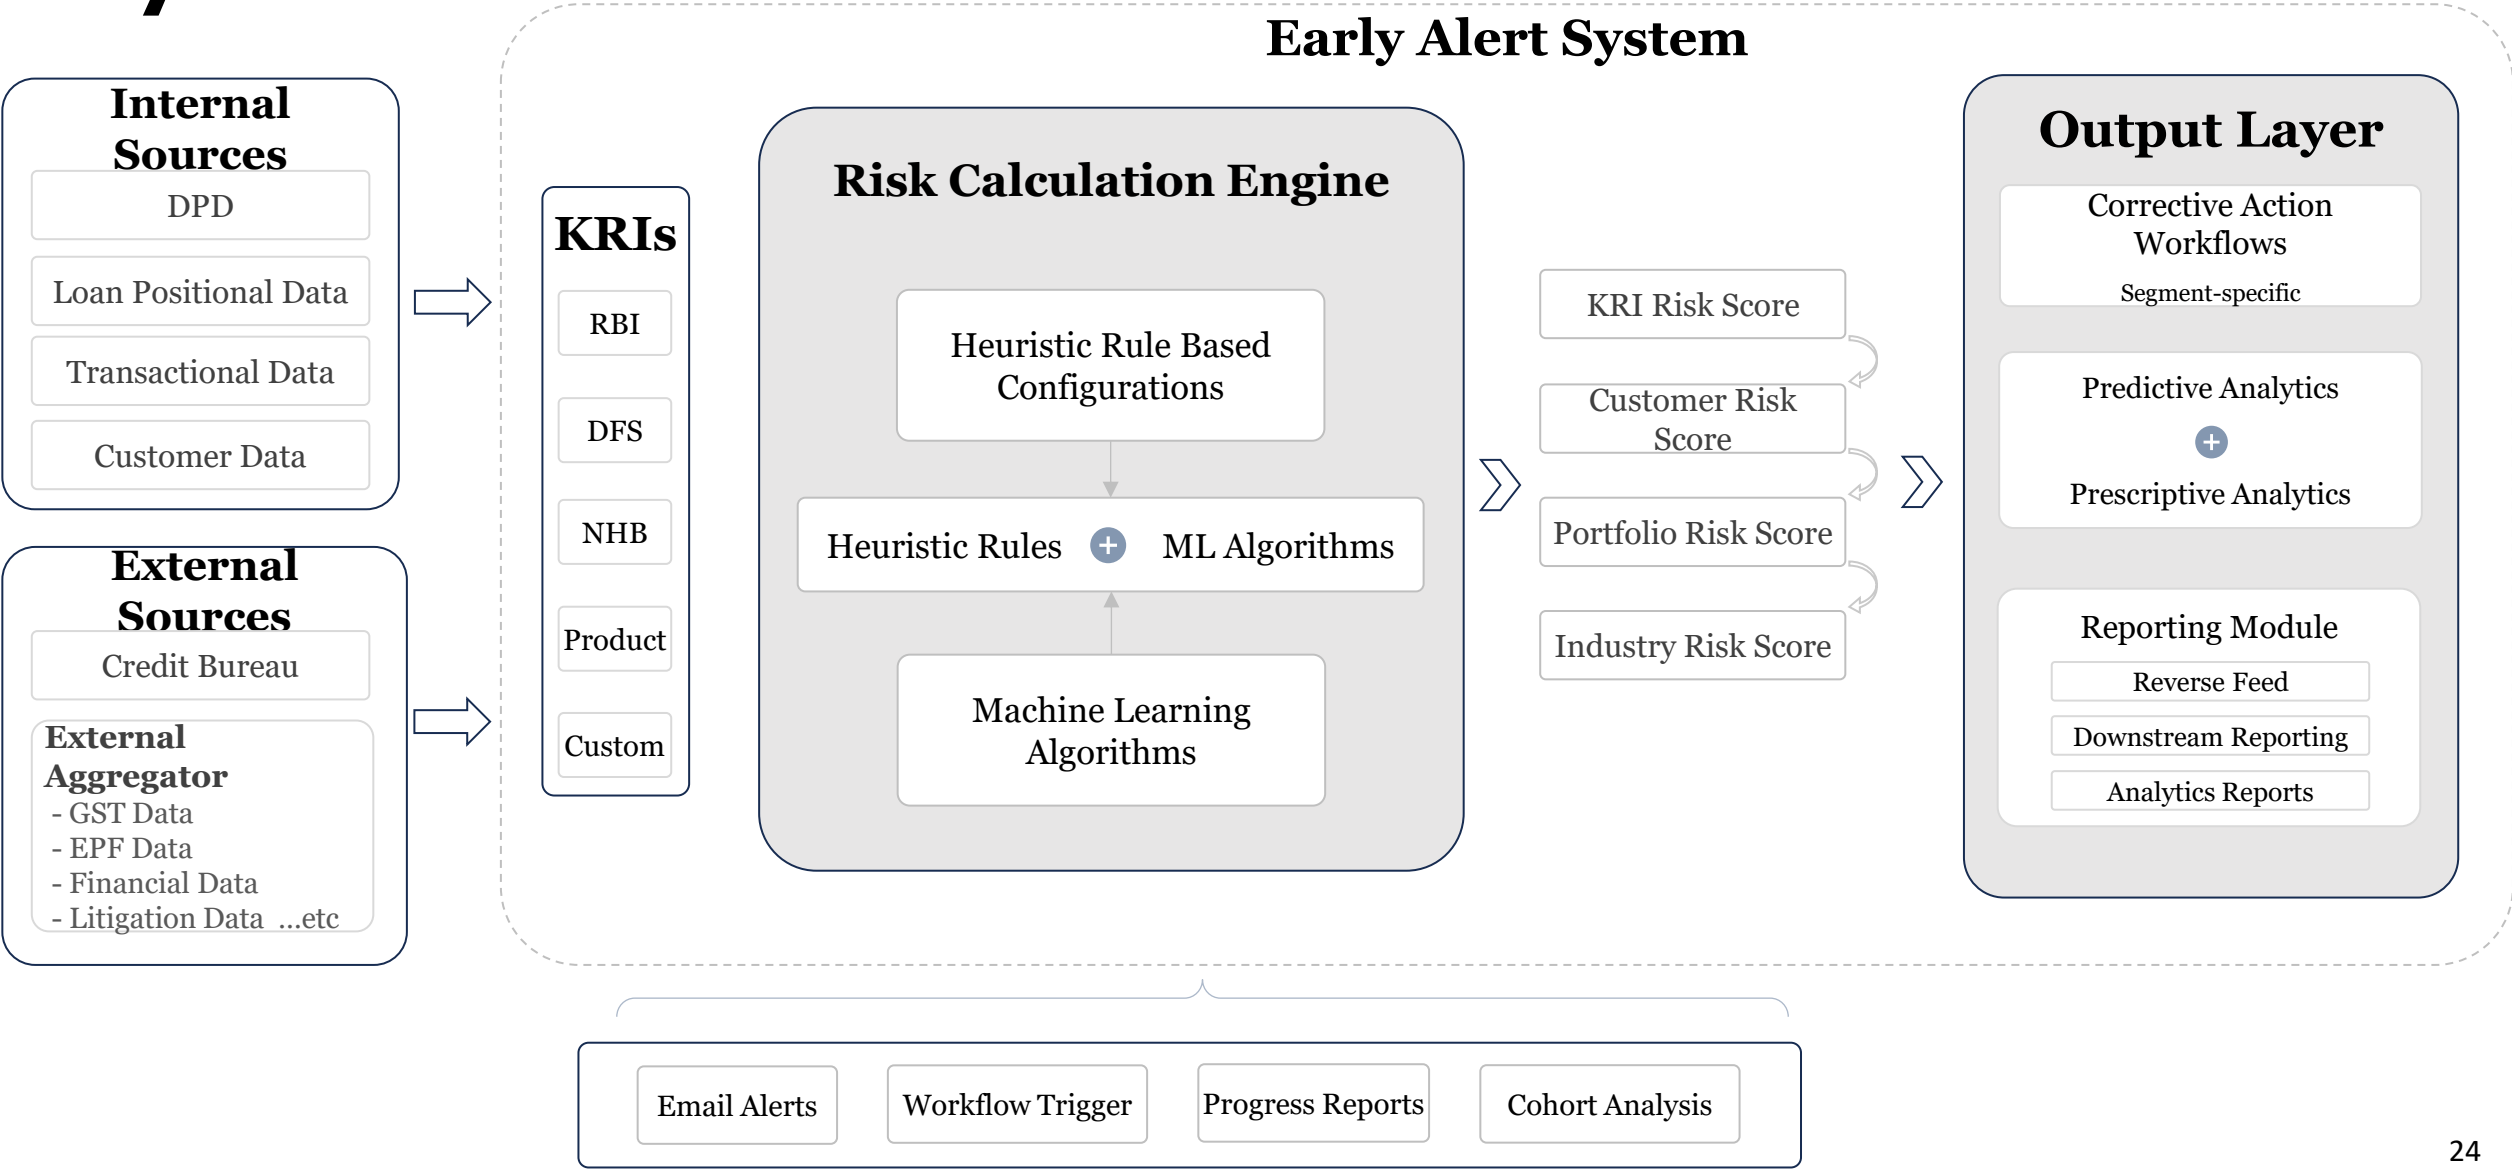 Early Alert System
Internal
Sources
DPD
Loan Positional Data
Transactional Data
Customer Data
External
Sources
Credit Bureau
External
Aggregator
- GST Data
- EPF Data
- Financial Data
- Litigation Data ...etc
KRIs
RBI
DFS
NHB
Product
Custom
Risk Calculation Engine
Heuristic Rule Based
Configurations
Heuristic Rules + ML Algorithms
Machine Learning
Algorithms
KRI Risk Score
Customer Risk
Score
Portfolio Risk Score
Industry Risk Score
Output Layer
Corrective Action
Workflows
Segment-specific
Predictive Analytics
+
Prescriptive Analytics
Reporting Module
Reverse Feed
Downstream Reporting
Analytics Reports
Email Alerts
Workflow Trigger
Progress Reports
Cohort Analysis
24